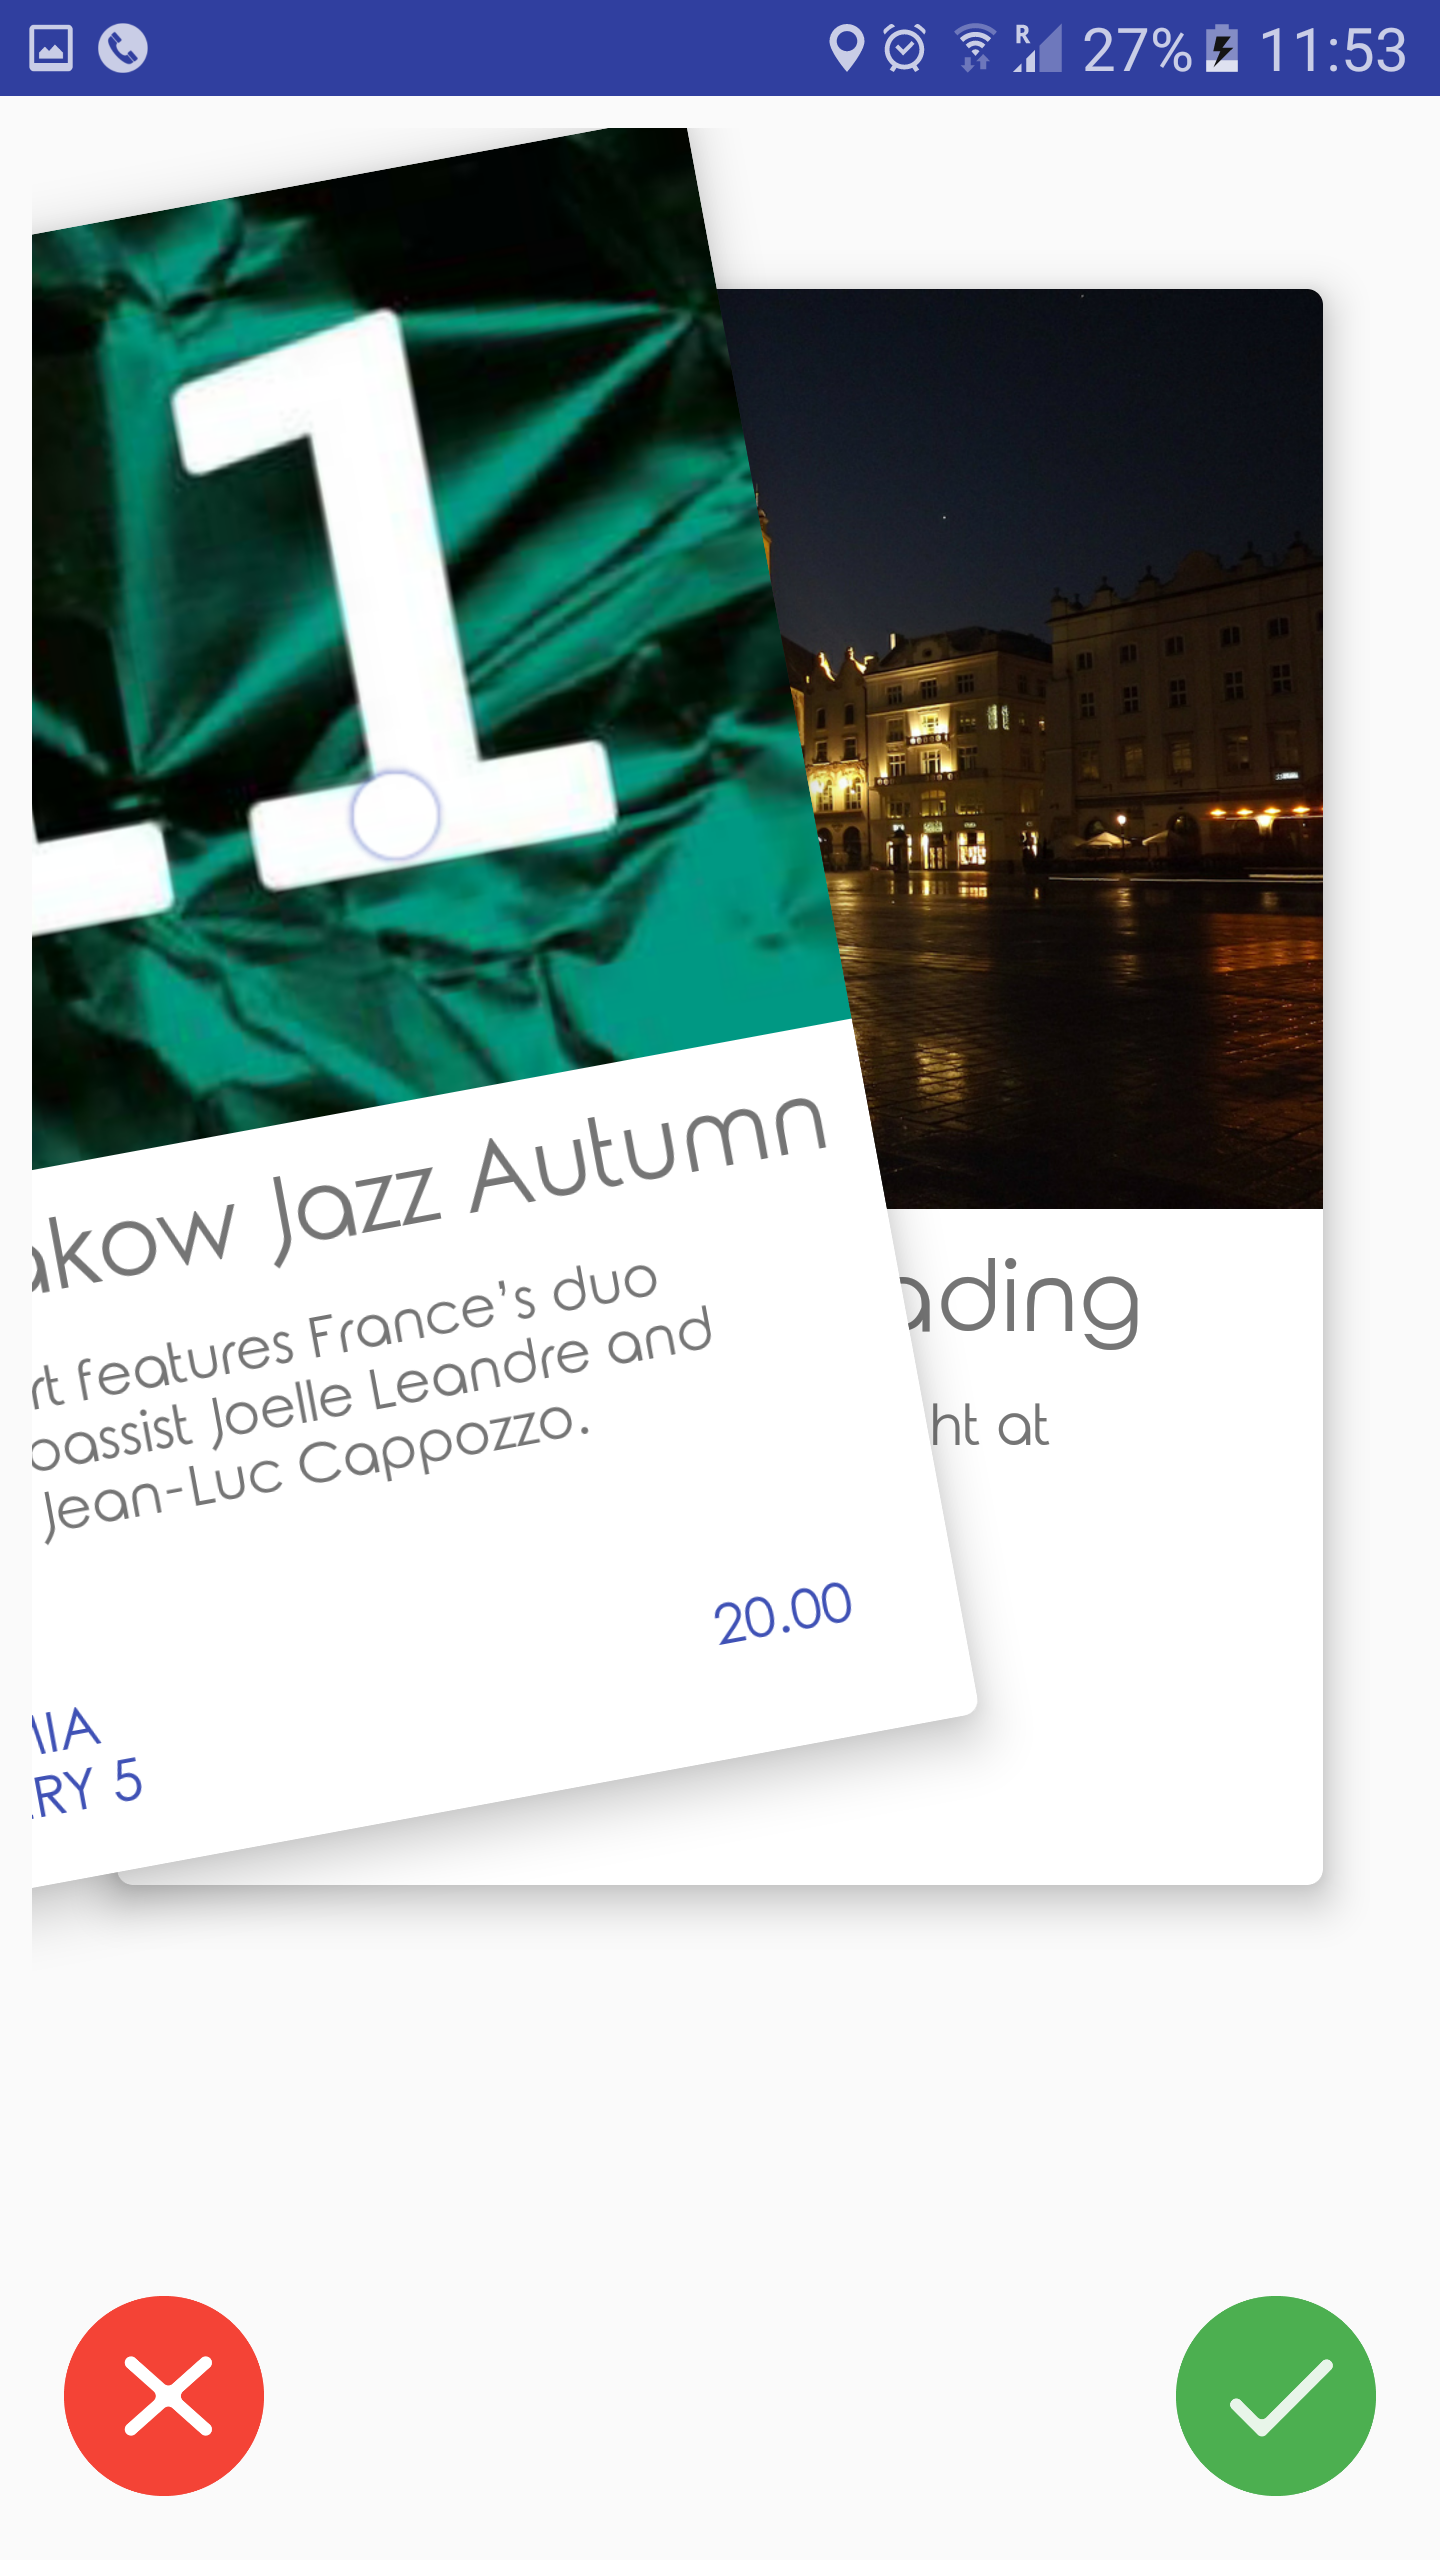 R 27% 11:53
1
akow Jazz Autumn
rt features France's duo
bassist Joelle Leandre and
Jean-Luc Cappozzo.
20.00
MIA
RY 5
ading
ht at